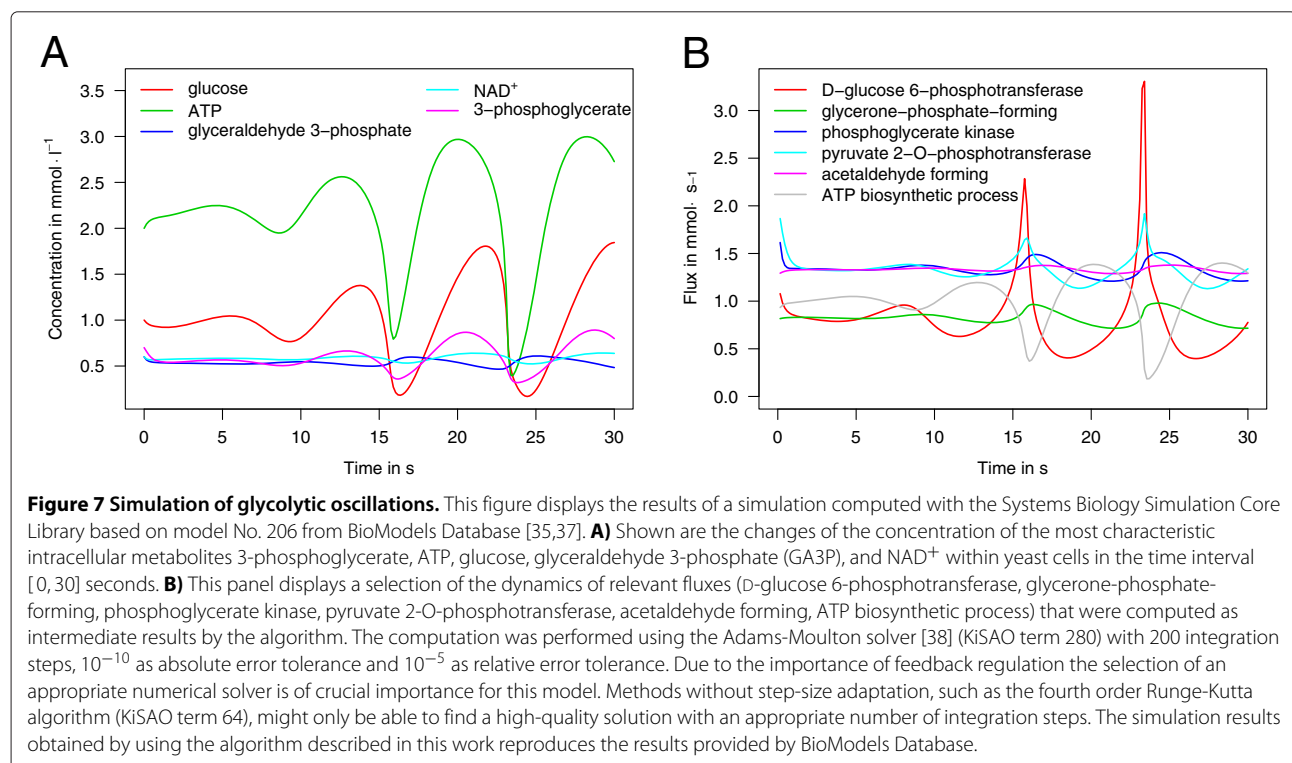 A
B
glucose
ATP
glyceraldehyde 3−phosphate
NAD+
3−phosphoglycerate
Concentration in mmol · l−1
3.5
3.0
2.5
2.0
1.5
1.0
0.5
0 5 10 15 20 25 30
Time in s
D−glucose 6−phosphotransferase
glycerone−phosphate−forming
phosphoglycerate kinase
pyruvate 2−O−phosphotransferase
acetaldehyde forming
ATP biosynthetic process
Flux in mmol· s−1
3.0
2.5
2.0
1.5
1.0
0.5
0.0
0 5 10 15 20 25 30
Time in s
Figure 7 Simulation of glycolytic oscillations. This figure displays the results of a simulation computed with the Systems Biology Simulation Core
Library based on model No. 206 from BioModels Database [35,37]. A) Shown are the changes of the concentration of the most characteristic
intracellular metabolites 3-phosphoglycerate, ATP, glucose, glyceraldehyde 3-phosphate (GA3P), and NAD+ within yeast cells in the time interval
[0, 30] seconds. B) This panel displays a selection of the dynamics of relevant fluxes (D-glucose 6-phosphotransferase, glycerone-phosphate-
forming, phosphoglycerate kinase, pyruvate 2-O-phosphotransferase, acetaldehyde forming, ATP biosynthetic process) that were computed as
intermediate results by the algorithm. The computation was performed using the Adams-Moulton solver [38] (KiSAO term 280) with 200 integration
steps, 10−10 as absolute error tolerance and 10−5 as relative error tolerance. Due to the importance of feedback regulation the selection of an
appropriate numerical solver is of crucial importance for this model. Methods without step-size adaptation, such as the fourth order Runge-Kutta
algorithm (KiSAO term 64), might only be able to find a high-quality solution with an appropriate number of integration steps. The simulation results
obtained by using the algorithm described in this work reproduces the results provided by BioModels Database.